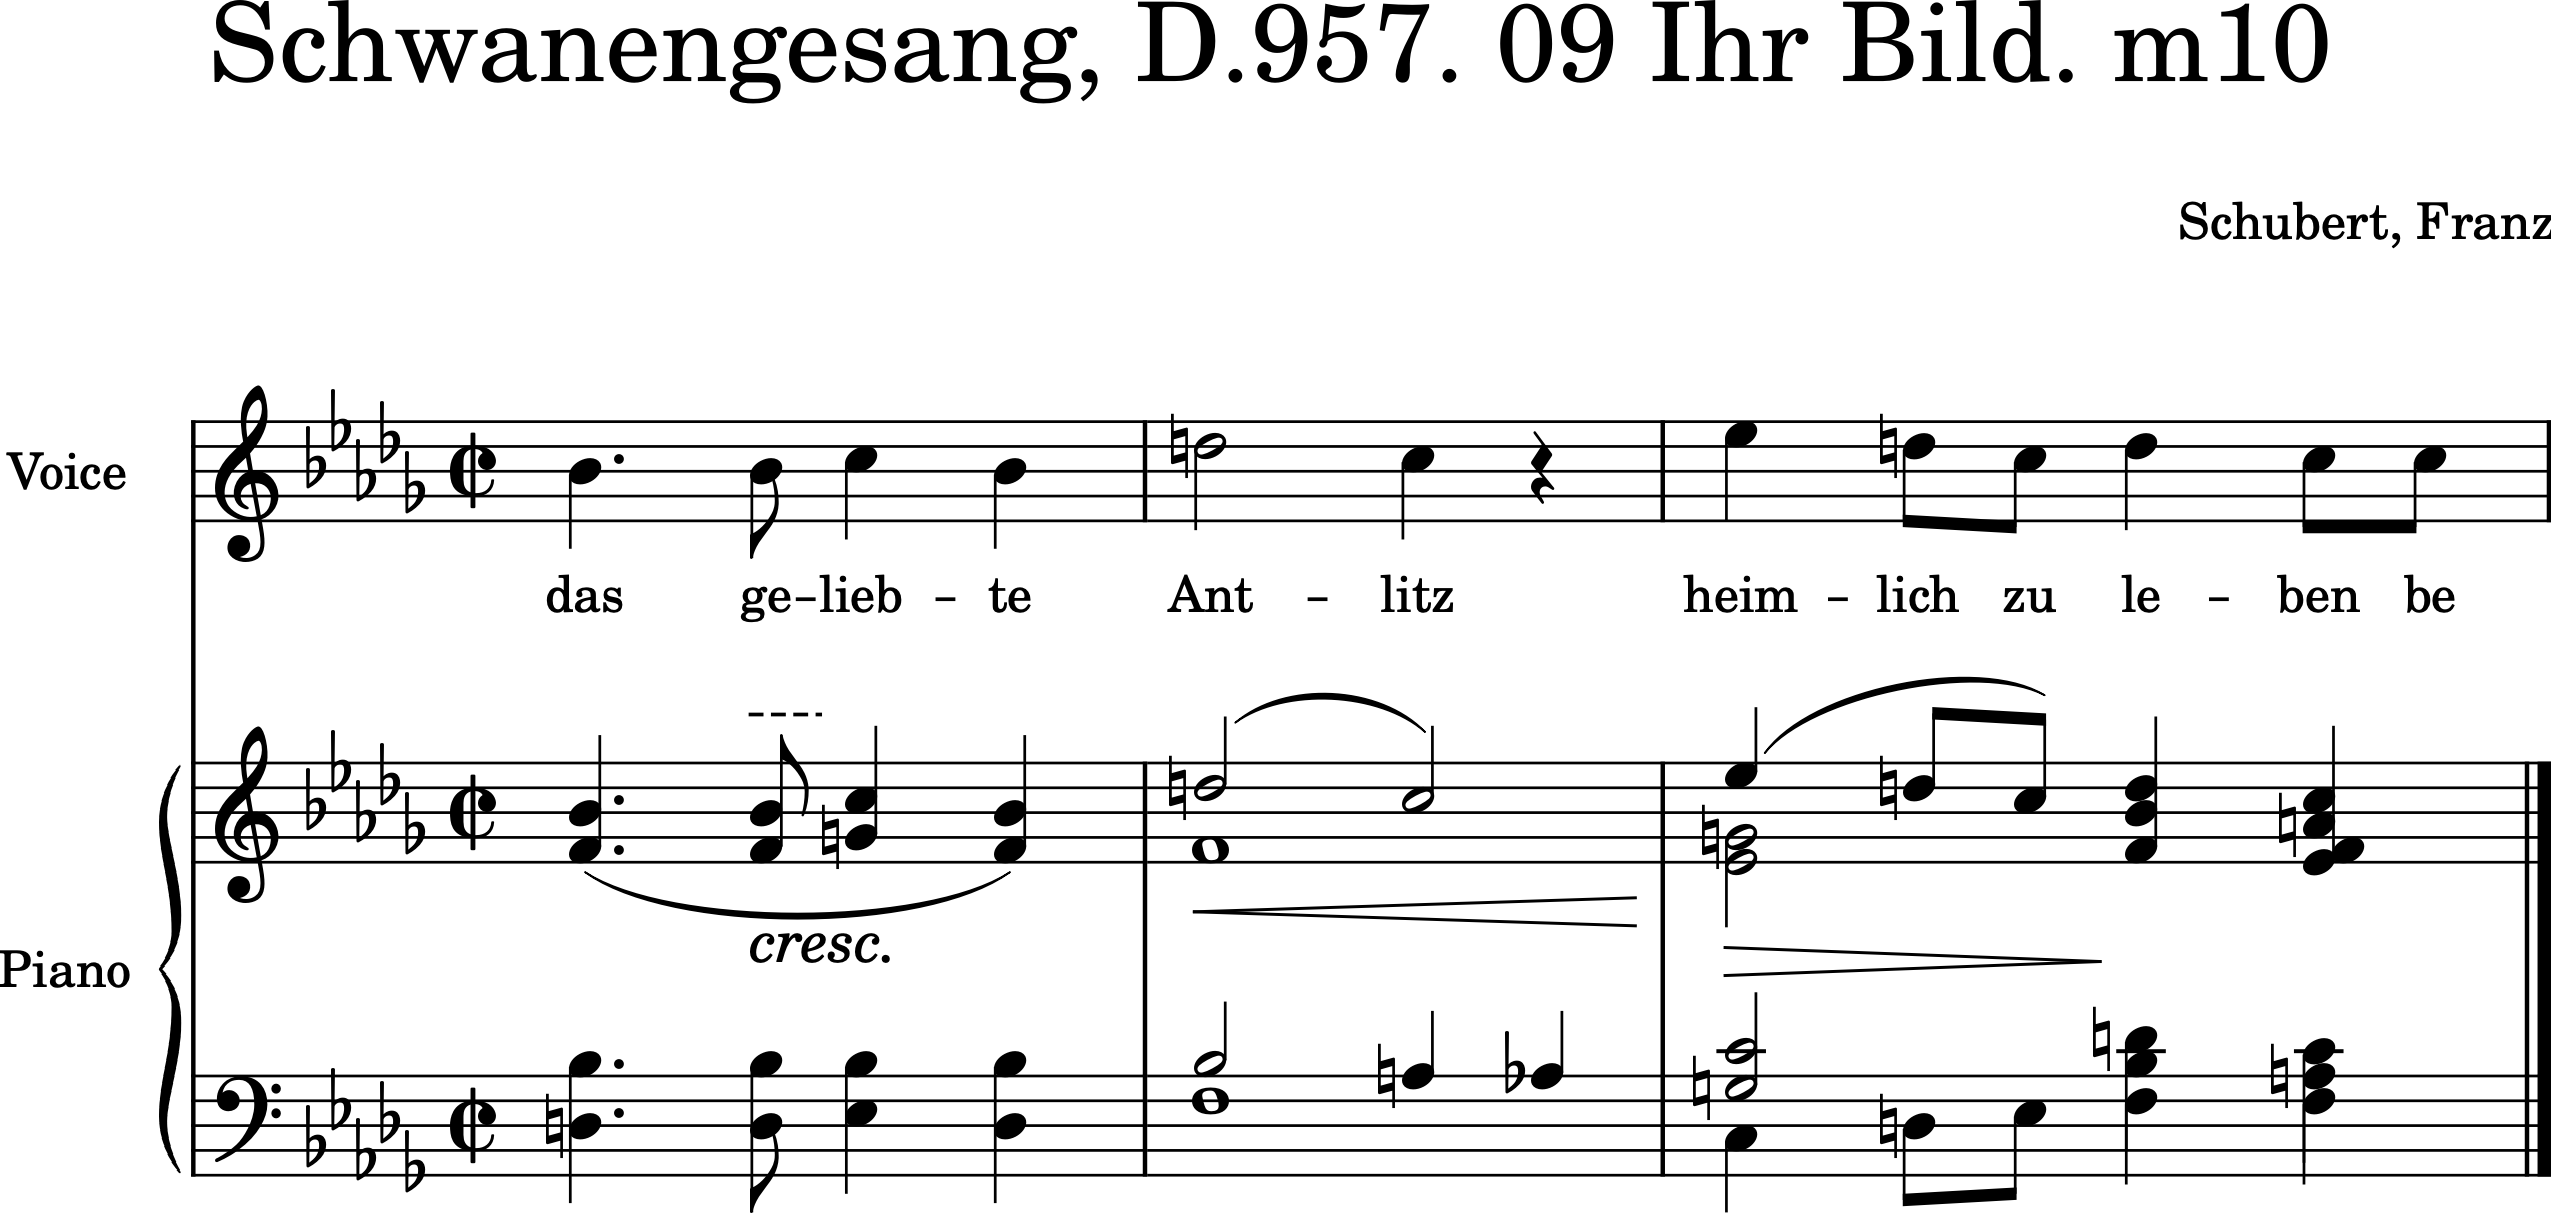 Schwanengesang, D.957. 09 Ihr Bild. m10
Schubert, Franz
Voice
das ge-lieb - te Ant - litz heim - lich zu le - ben be
cresc.
Piano